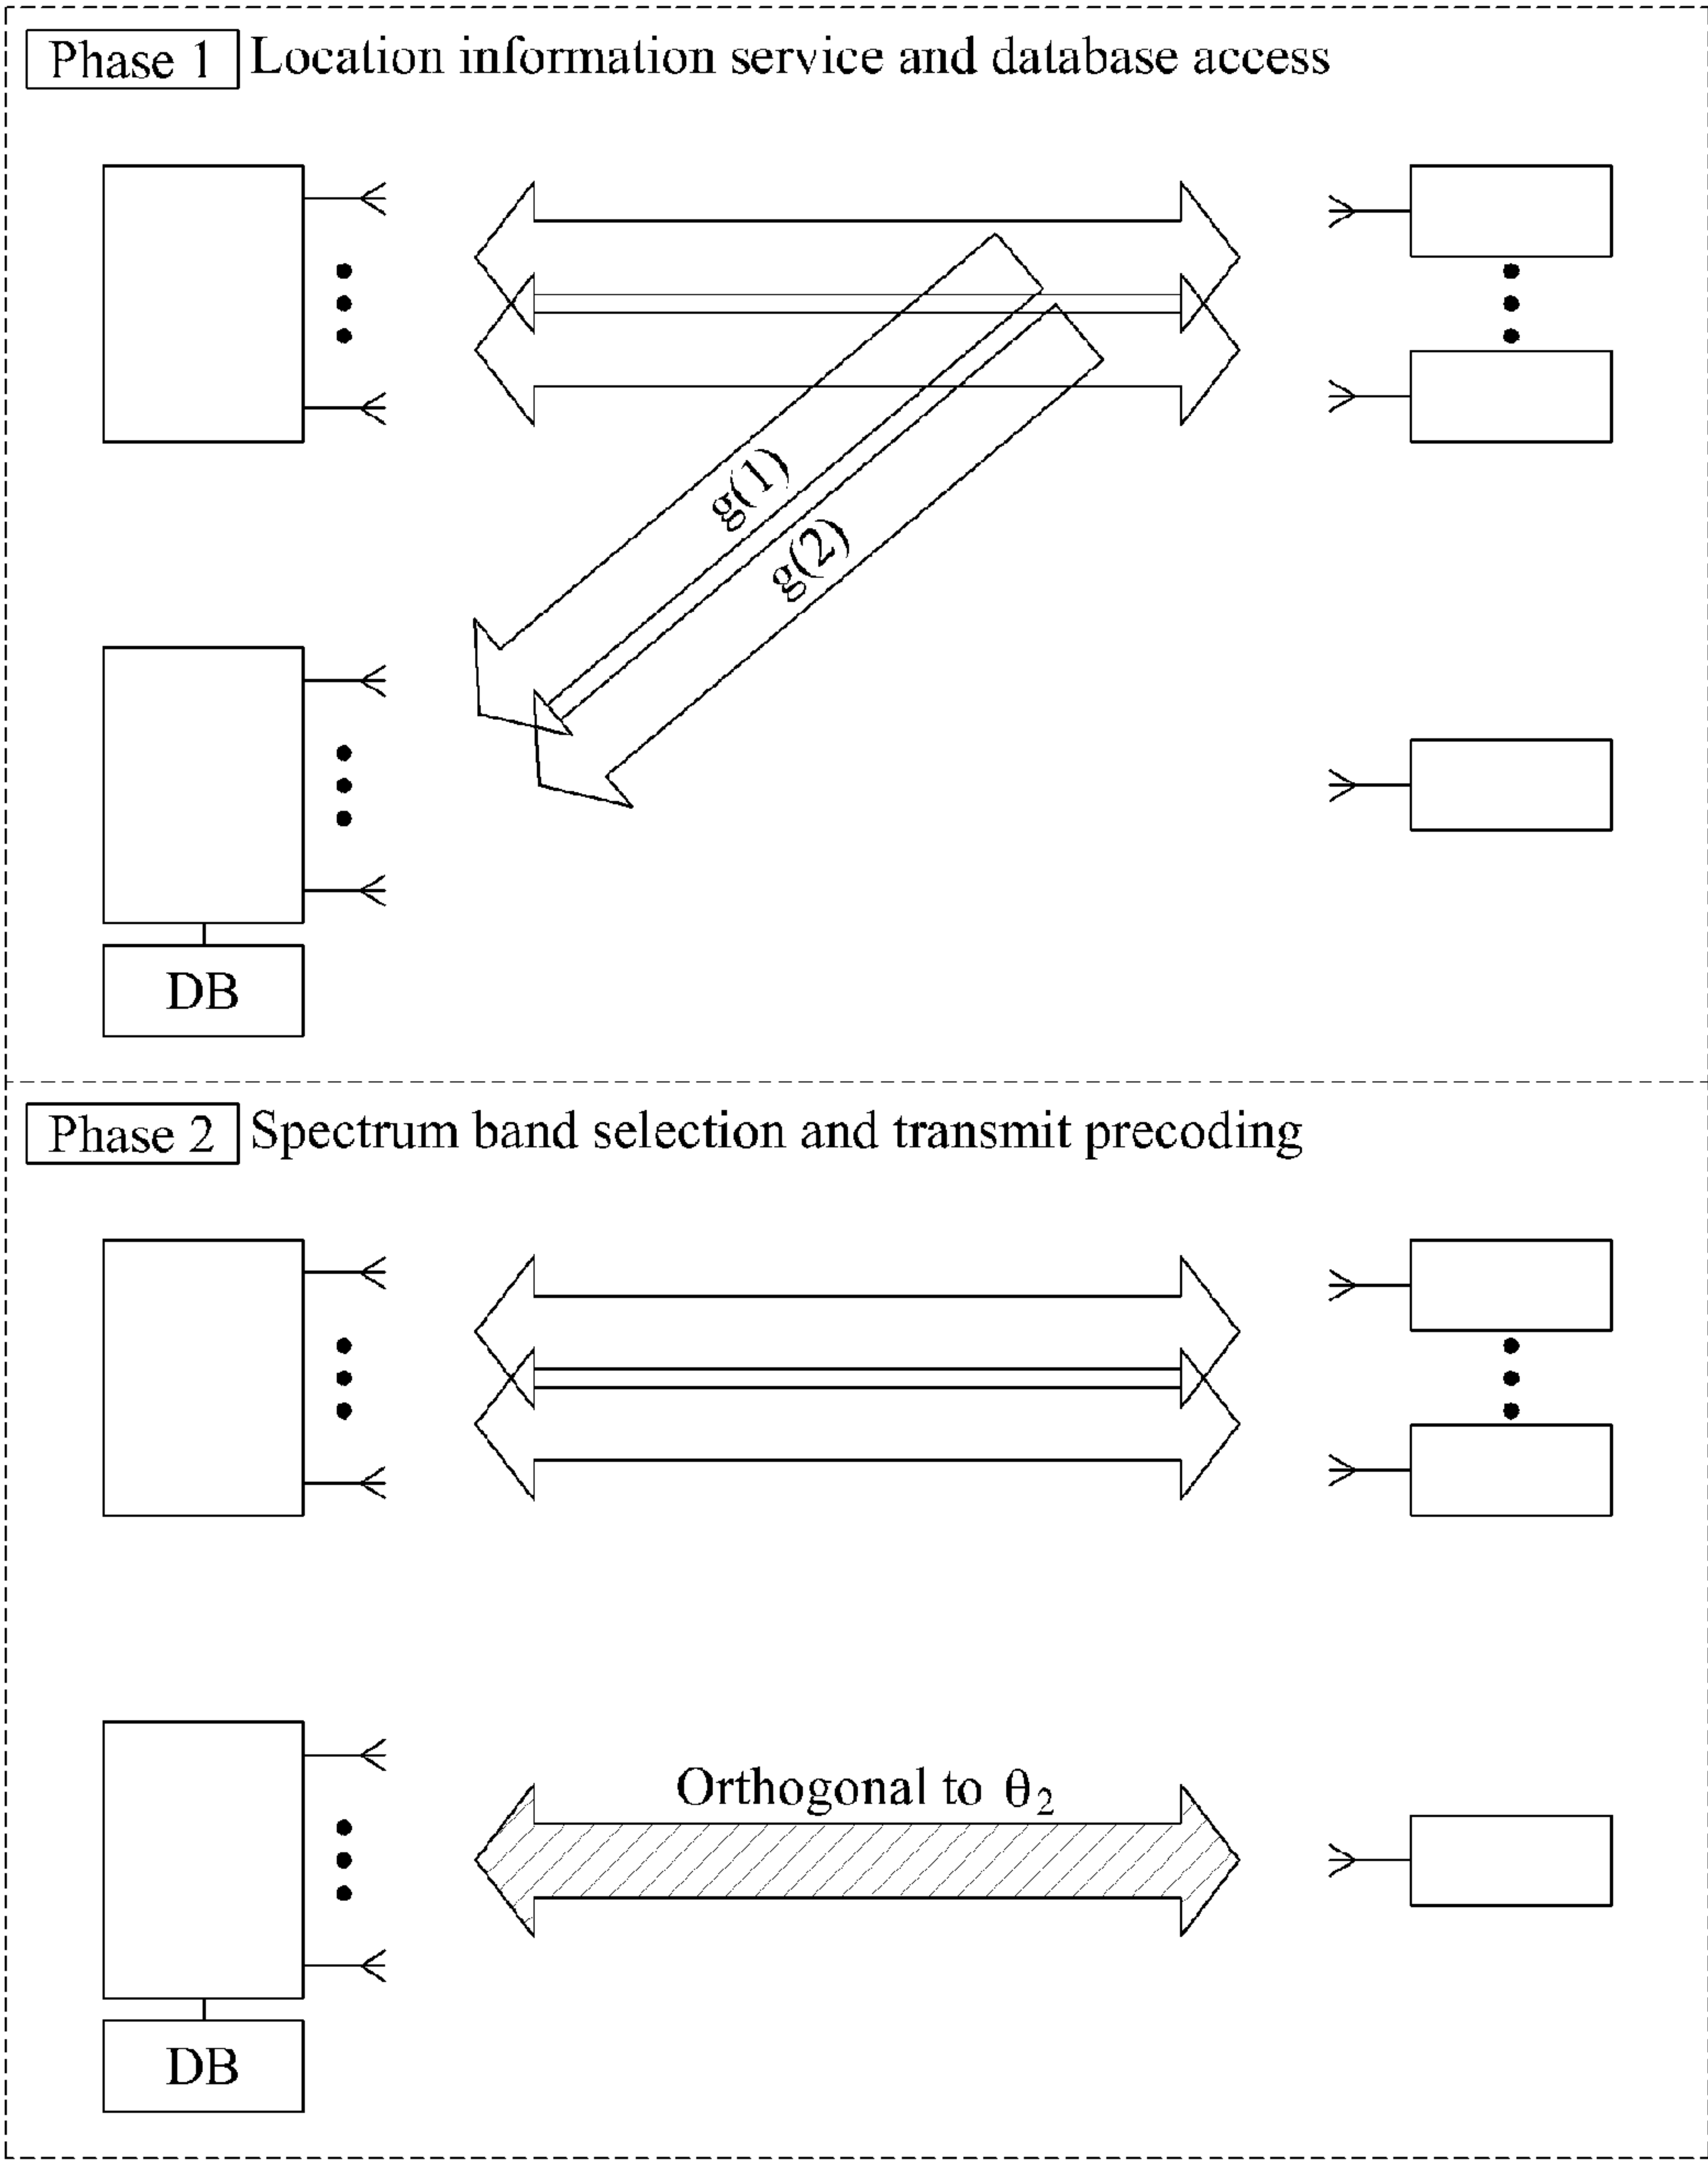 Phase 1 Location information service and database access
g(1)
g(2)
DB
Phase 2 Spectrum band selection and transmit precoding
Orthogonal to θ₂
DB